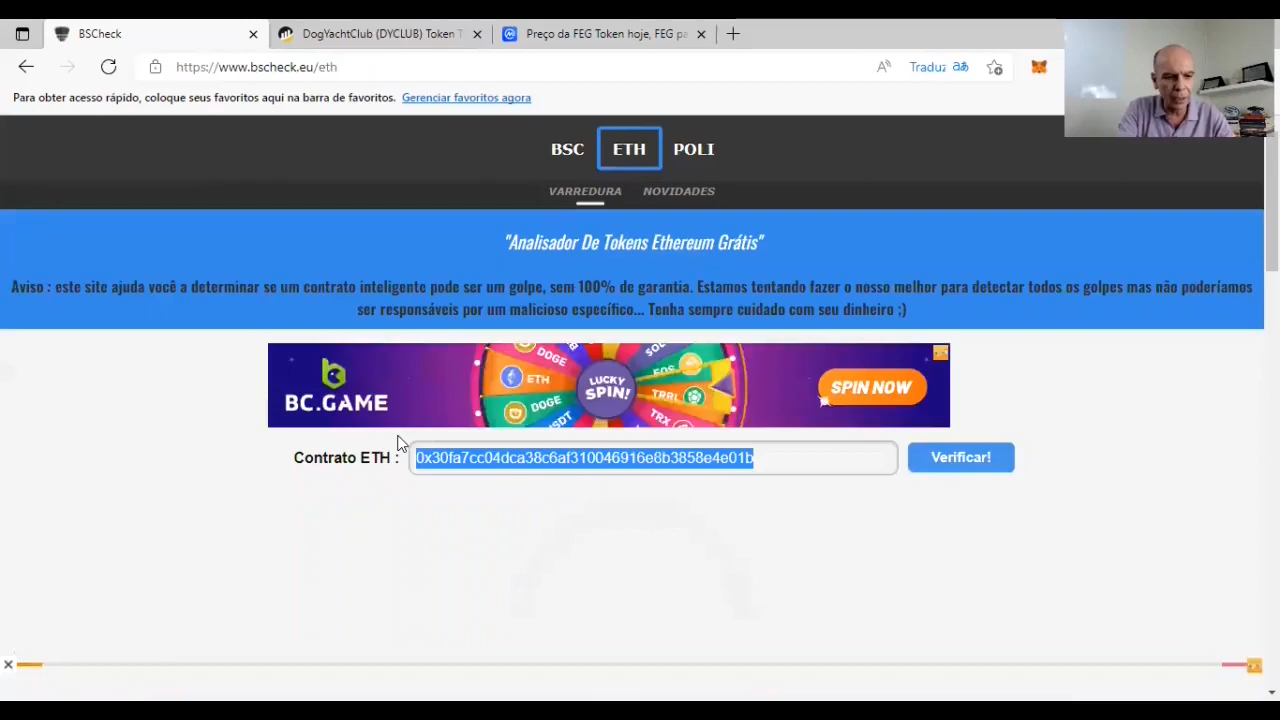 BSCheck
DogYachtClub (DYCLUB) Token T
Preço da FEG Token hoje, FEG pa
https://www.bscheck.eu/eth
Traduz
Para obter acesso rápido, coloque seus favoritos aqui na barra de favoritos. Gerenciar favoritos agora
BSC ETH POLI
VARREDURA NOVIDADES
"Analisador De Tokens Ethereum Grátis"
Aviso : este site ajuda você a determinar se um contrato inteligente pode ser um golpe, sem 100% de garantia. Estamos tentando fazer o nosso melhor para detectar todos os golpes mas não poderíamos
ser responsáveis por um malicioso específico... Tenha sempre cuidado com seu dinheiro ;)
BC.GAME
DOGE
ETH
DOGE
USDT
LUCKY
SPIN!
SOL
EOS
TRRL
TRX
SPIN NOW
Contrato ETH :
0x30fa7cc04dca38c6af310046916e8b3858e4e01b
Verificar!